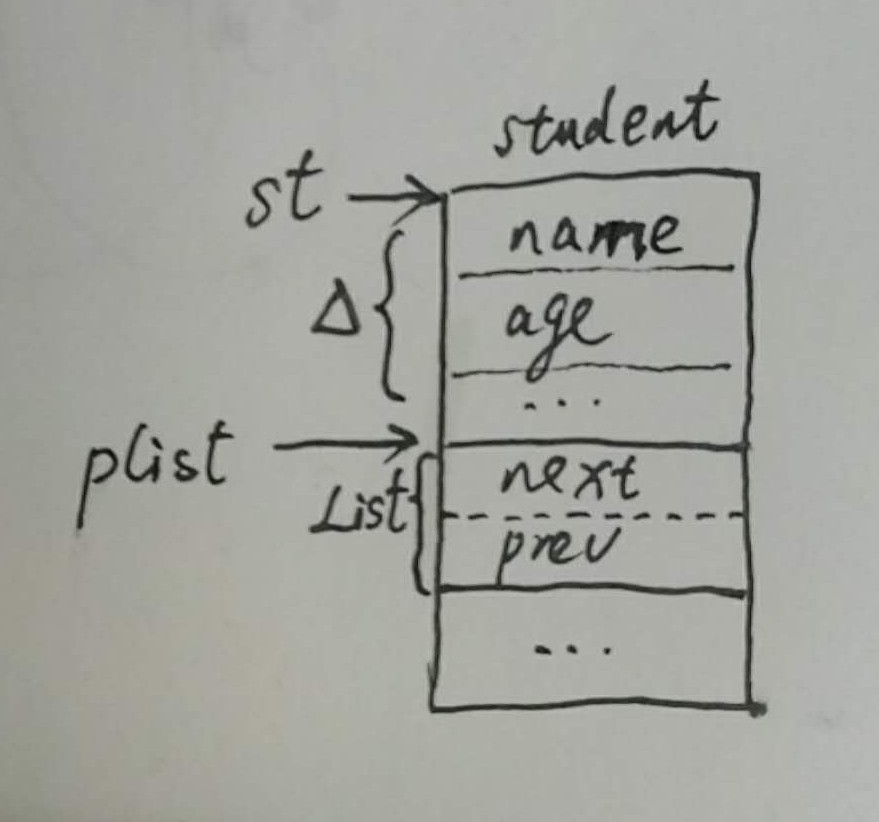 student
st
name
Δ
age
...
plist
next
List
prev
...